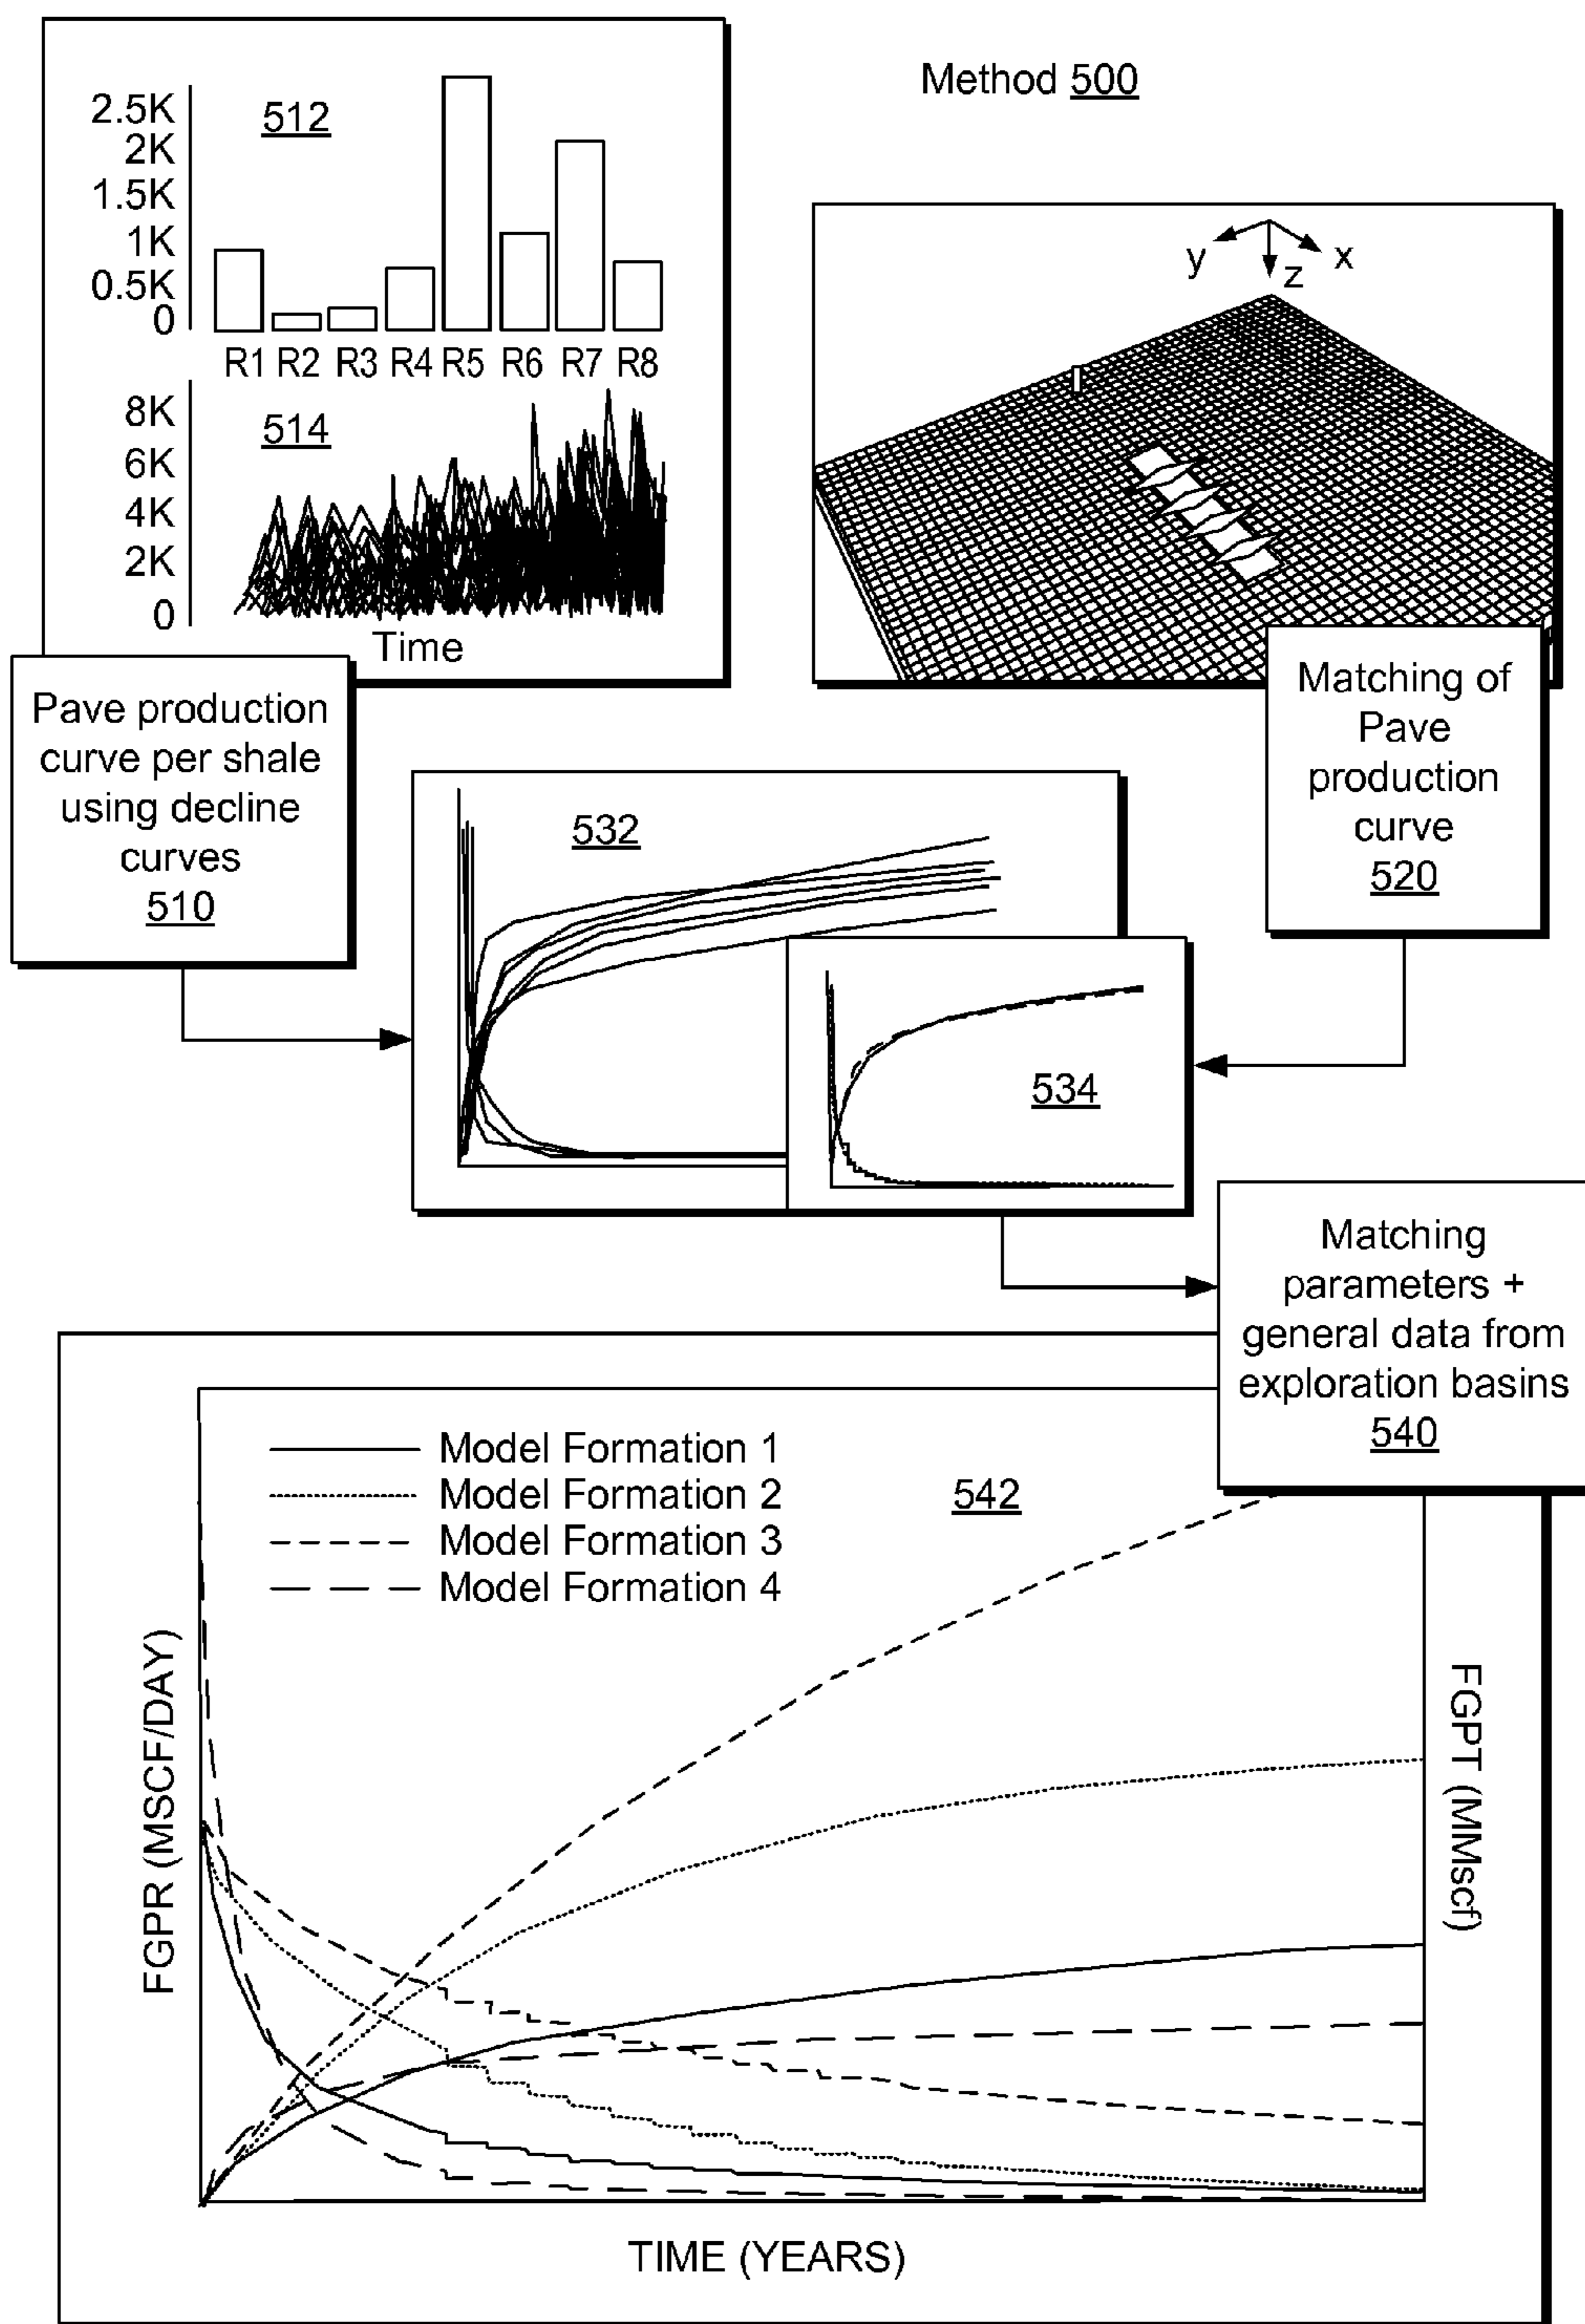 Method 500
2.5K
2K
1.5K
1K
0.5K
0
512
R1 R2 R3 R4 R5 R6 R7 R8
8K
6K
4K
2K
0
514
Time
y
z
x
Pave production
curve per shale
using decline
curves
510
Matching of
Pave
production
curve
520
532
534
Matching
parameters +
general data from
exploration basins
540
Model Formation 1
Model Formation 2
Model Formation 3
Model Formation 4
542
FGPR (MSCF/DAY)
FGPT (MMscf)
TIME (YEARS)